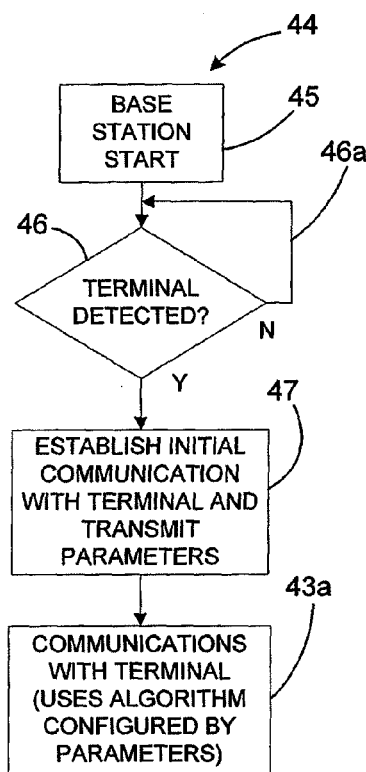 44
BASE
STATION
START
45
46a
46
TERMINAL
DETECTED?
N
Y
47
ESTABLISH INITIAL
COMMUNICATION
WITH TERMINAL AND
TRANSMIT
PARAMETERS
43a
COMMUNICATIONS
WITH TERMINAL
(USES ALGORITHM
CONFIGURED BY
PARAMETERS)